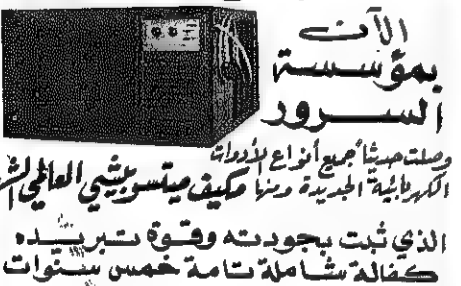 الآن
بمؤسسة
السرور
وصلت حديثا جميع أنواع الأدوات
الكهربائية الجديدة ومنها مكيف ميتسوبيشي العالمي
الذي ثبت بجودته وقوة تبريده
كفالة شاملة تامة خمس سنوات